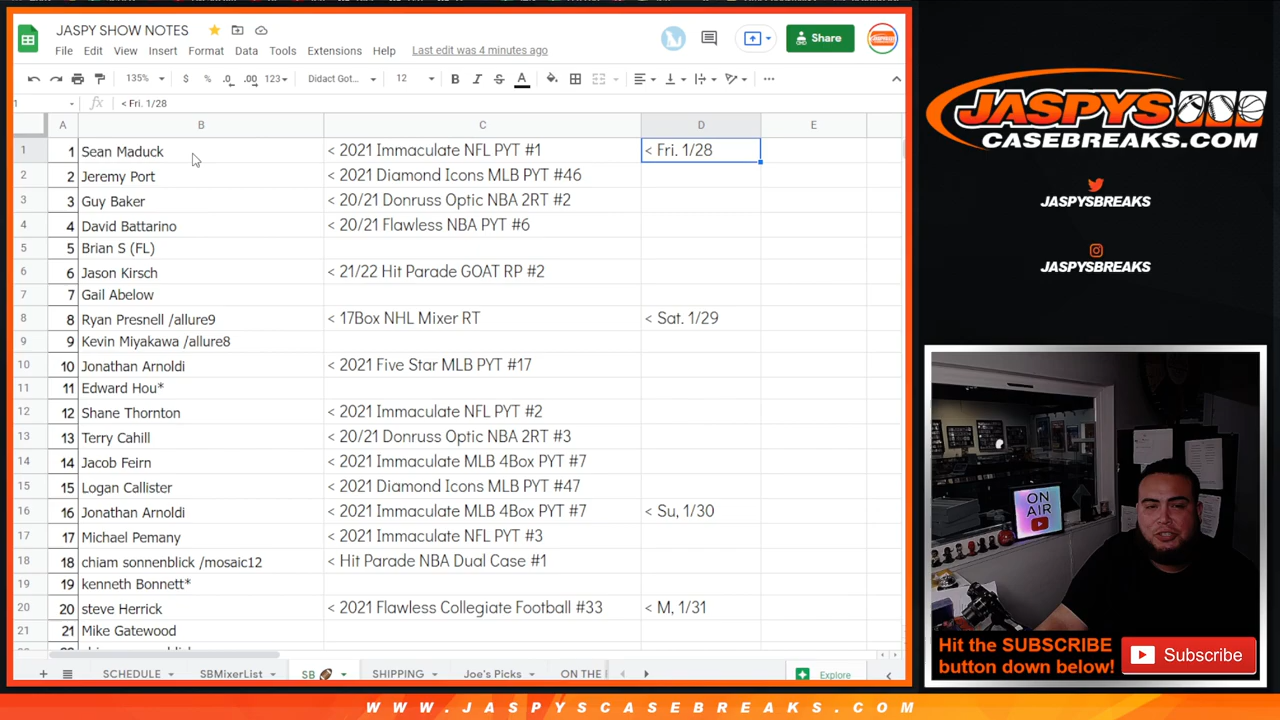 JASPY SHOW NOTES
File Edit View Insert Format Data Tools Extensions Help Last edit was 4 minutes ago
Share
135% $ % .0 .00 123 Didact Got... 12 B I S A
fx < Fri. 1/28
A B C D E
1 1 Sean Maduck < 2021 Immaculate NFL PYT #1 < Fri. 1/28
2 2 Jeremy Port < 2021 Diamond Icons MLB PYT #46
3 3 Guy Baker < 20/21 Donruss Optic NBA 2RT #2
4 4 David Battarino < 20/21 Flawless NBA PYT #6
5 5 Brian S (FL)
6 6 Jason Kirsch < 21/22 Hit Parade GOAT RP #2
7 7 Gail Abelow
8 8 Ryan Presnell /allure9 < 17Box NHL Mixer RT < Sat. 1/29
9 9 Kevin Miyakawa /allure8
10 10 Jonathan Arnoldi < 2021 Five Star MLB PYT #17
11 11 Edward Hou*
12 12 Shane Thornton < 2021 Immaculate NFL PYT #2
13 13 Terry Cahill < 20/21 Donruss Optic NBA 2RT #3
14 14 Jacob Feirn < 2021 Immaculate MLB 4Box PYT #7
15 15 Logan Callister < 2021 Diamond Icons MLB PYT #47
16 16 Jonathan Arnoldi < 2021 Immaculate MLB 4Box PYT #7 < Su, 1/30
17 17 Michael Pemany < 2021 Immaculate NFL PYT #3
18 18 chiam sonnenblick /mosaic12 < Hit Parade NBA Dual Case #1
19 19 kenneth Bonnett*
20 20 steve Herrick < 2021 Flawless Collegiate Football #33 < M, 1/31
21 21 Mike Gatewood
SCHEDULE SBMixerList SB SHIPPING Joe's Picks ON THE Explore
JASPYS
CASEBREAKS.COM
JASPYSBREAKS
JASPYSBREAKS
ON
AIR
Hit the SUBSCRIBE
button down below!
Subscribe
WWW.JASPYSCASEBREAKS.COM